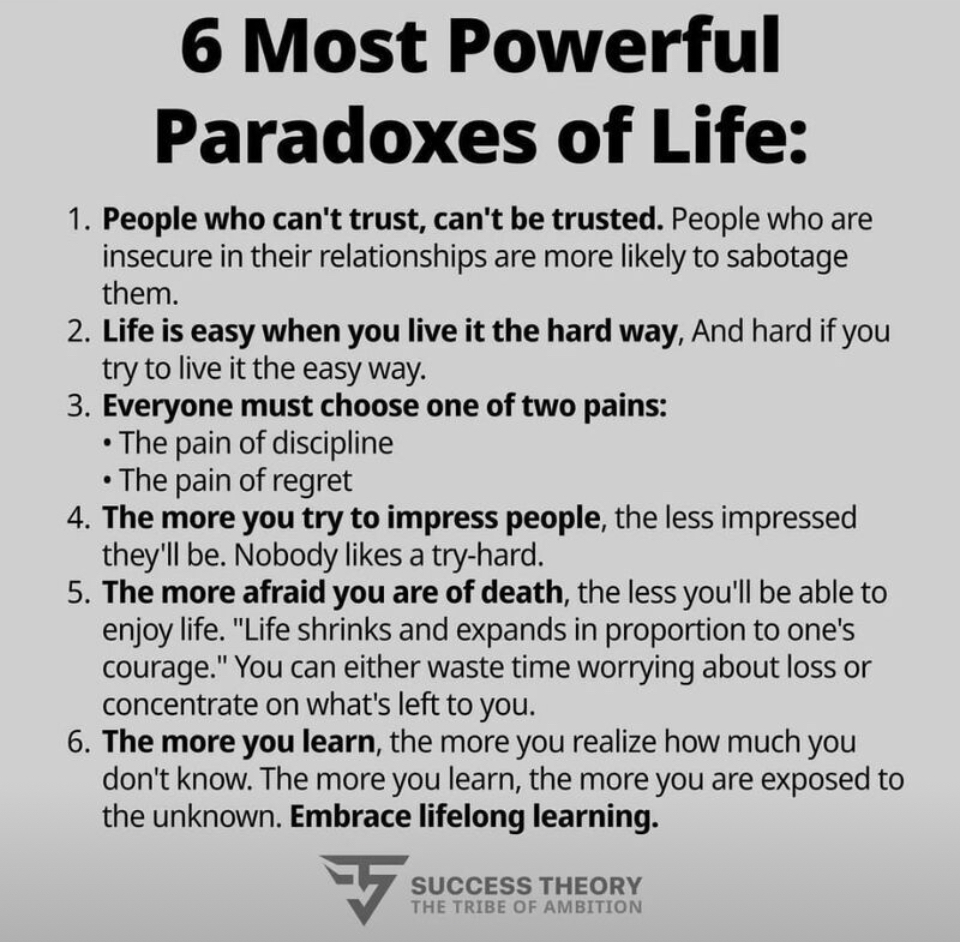 6 Most Powerful
Paradoxes of Life:
1. People who can't trust, can't be trusted. People who are
insecure in their relationships are more likely to sabotage
them.
2. Life is easy when you live it the hard way, And hard if you
try to live it the easy way.
3. Everyone must choose one of two pains:
• The pain of discipline
• The pain of regret
4. The more you try to impress people, the less impressed
they'll be. Nobody likes a try-hard.
5. The more afraid you are of death, the less you'll be able to
enjoy life. "Life shrinks and expands in proportion to one's
courage." You can either waste time worrying about loss or
concentrate on what's left to you.
6. The more you learn, the more you realize how much you
don't know. The more you learn, the more you are exposed to
the unknown. Embrace lifelong learning.
SUCCESS THEORY
THE TRIBE OF AMBITION